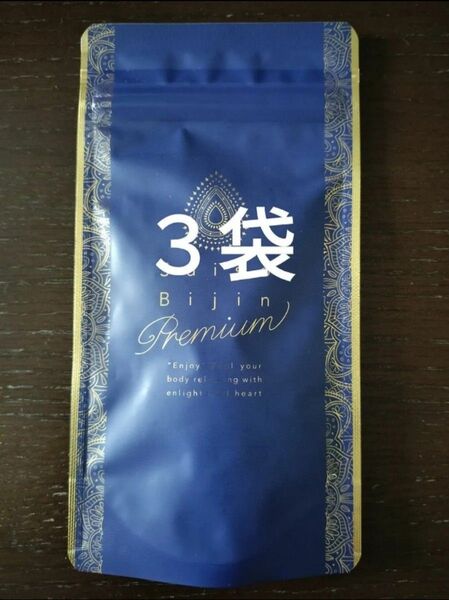 3袋
Bijin
Premium
"Enjoy your
body with
heart